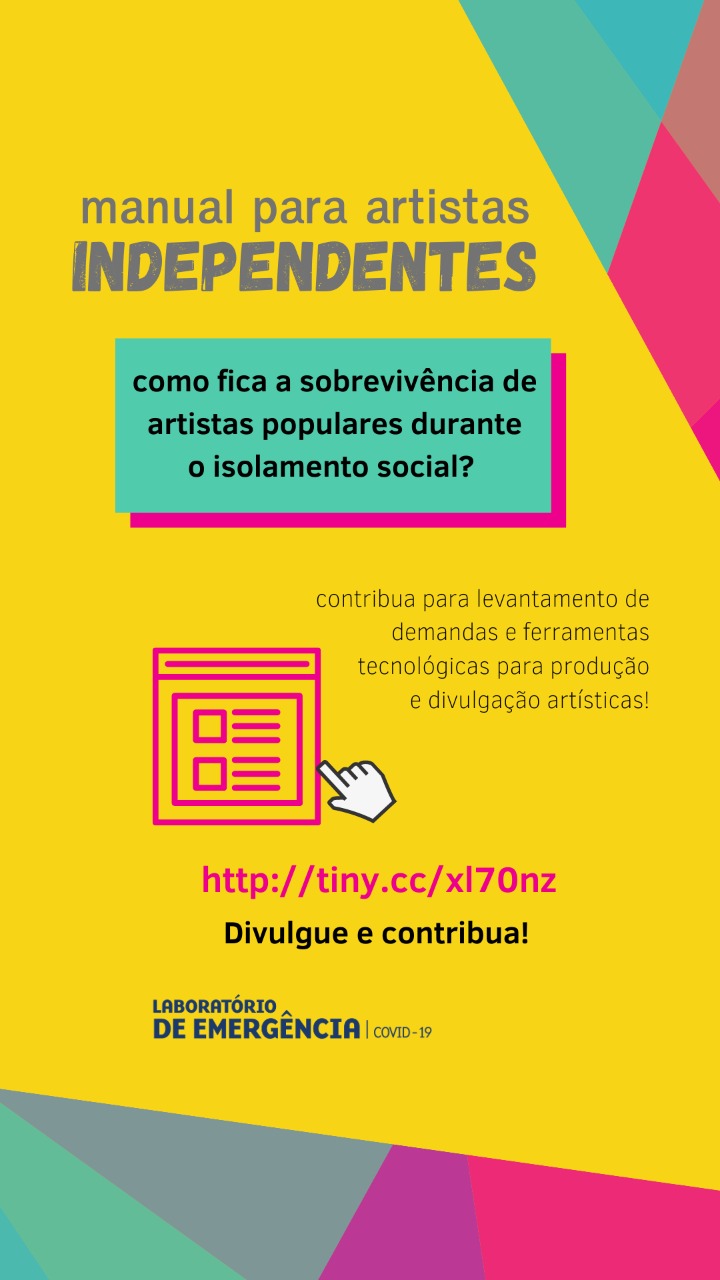 manual para artistas
INDEPENDENTES
como fica a sobrevivência de
artistas populares durante
o isolamento social?
contribua para levantamento de
demandas e ferramentas
tecnológicas para produção
e divulgação artísticas!
http://tiny.cc/xl70nz
Divulgue e contribua!
LABORATÓRIO
DE EMERGÊNCIA | COVID-19